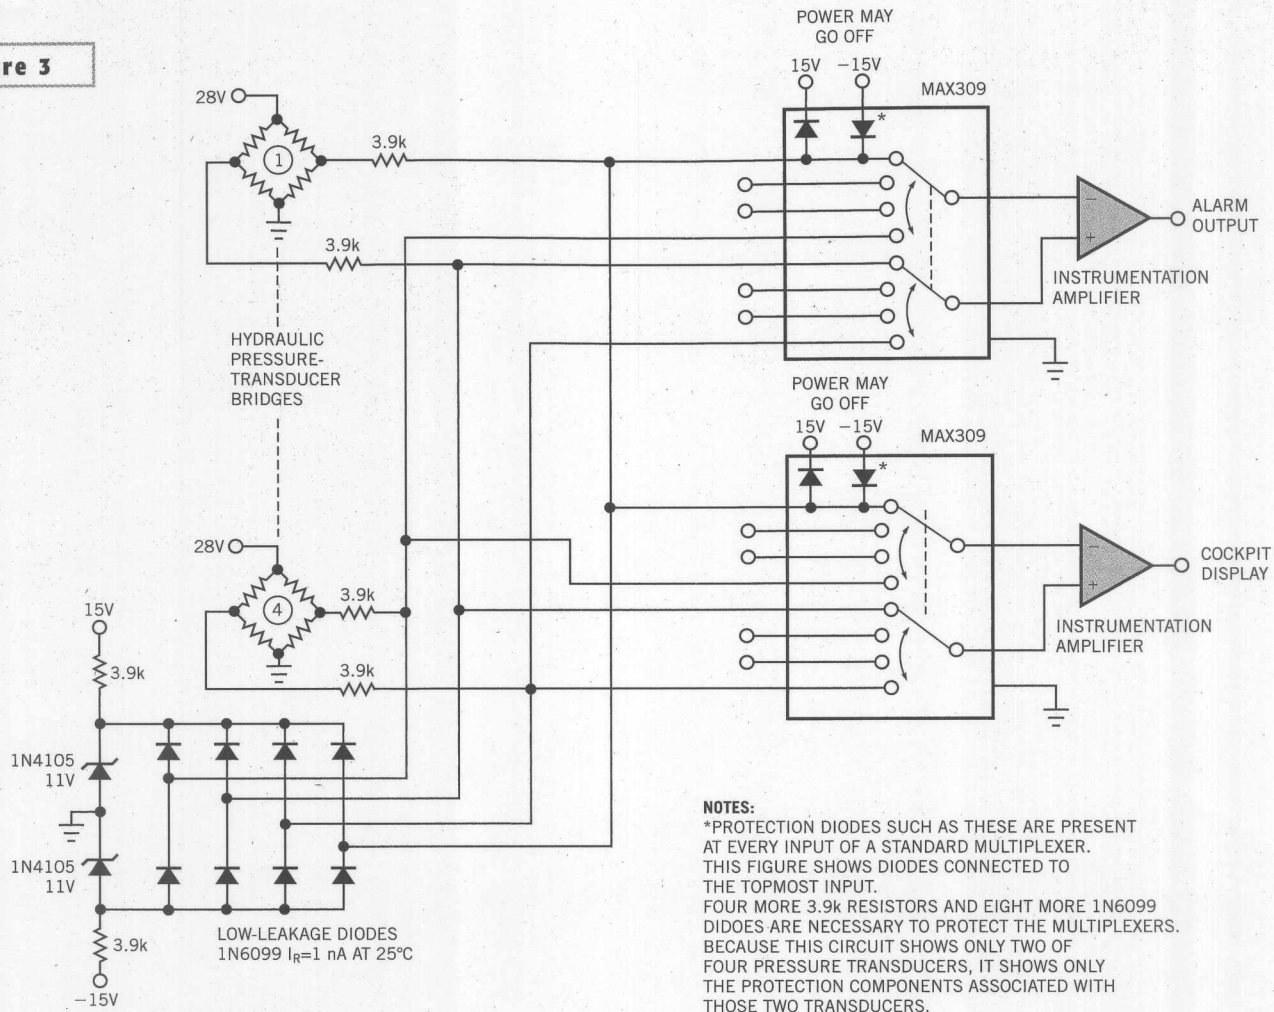 re 3
POWER MAY
GO OFF
15V −15V
MAX309
*
28V
1
3.9k
3.9k
−
+
ALARM
OUTPUT
INSTRUMENTATION
AMPLIFIER
HYDRAULIC
PRESSURE-
TRANSDUCER
BRIDGES
POWER MAY
GO OFF
15V −15V
MAX309
*
28V
4
3.9k
3.9k
−
+
COCKPIT
DISPLAY
INSTRUMENTATION
AMPLIFIER
15V
3.9k
1N4105
11V
1N4105
11V
3.9k
−15V
LOW-LEAKAGE DIODES
1N6099 IR=1 nA AT 25°C
NOTES:
*PROTECTION DIODES SUCH AS THESE ARE PRESENT
AT EVERY INPUT OF A STANDARD MULTIPLEXER.
THIS FIGURE SHOWS DIODES CONNECTED TO
THE TOPMOST INPUT.
FOUR MORE 3.9k RESISTORS AND EIGHT MORE 1N6099
DIDOES ARE NECESSARY TO PROTECT THE MULTIPLEXERS.
BECAUSE THIS CIRCUIT SHOWS ONLY TWO OF
FOUR PRESSURE TRANSDUCERS, IT SHOWS ONLY
THE PROTECTION COMPONENTS ASSOCIATED WITH
THOSE TWO TRANSDUCERS.